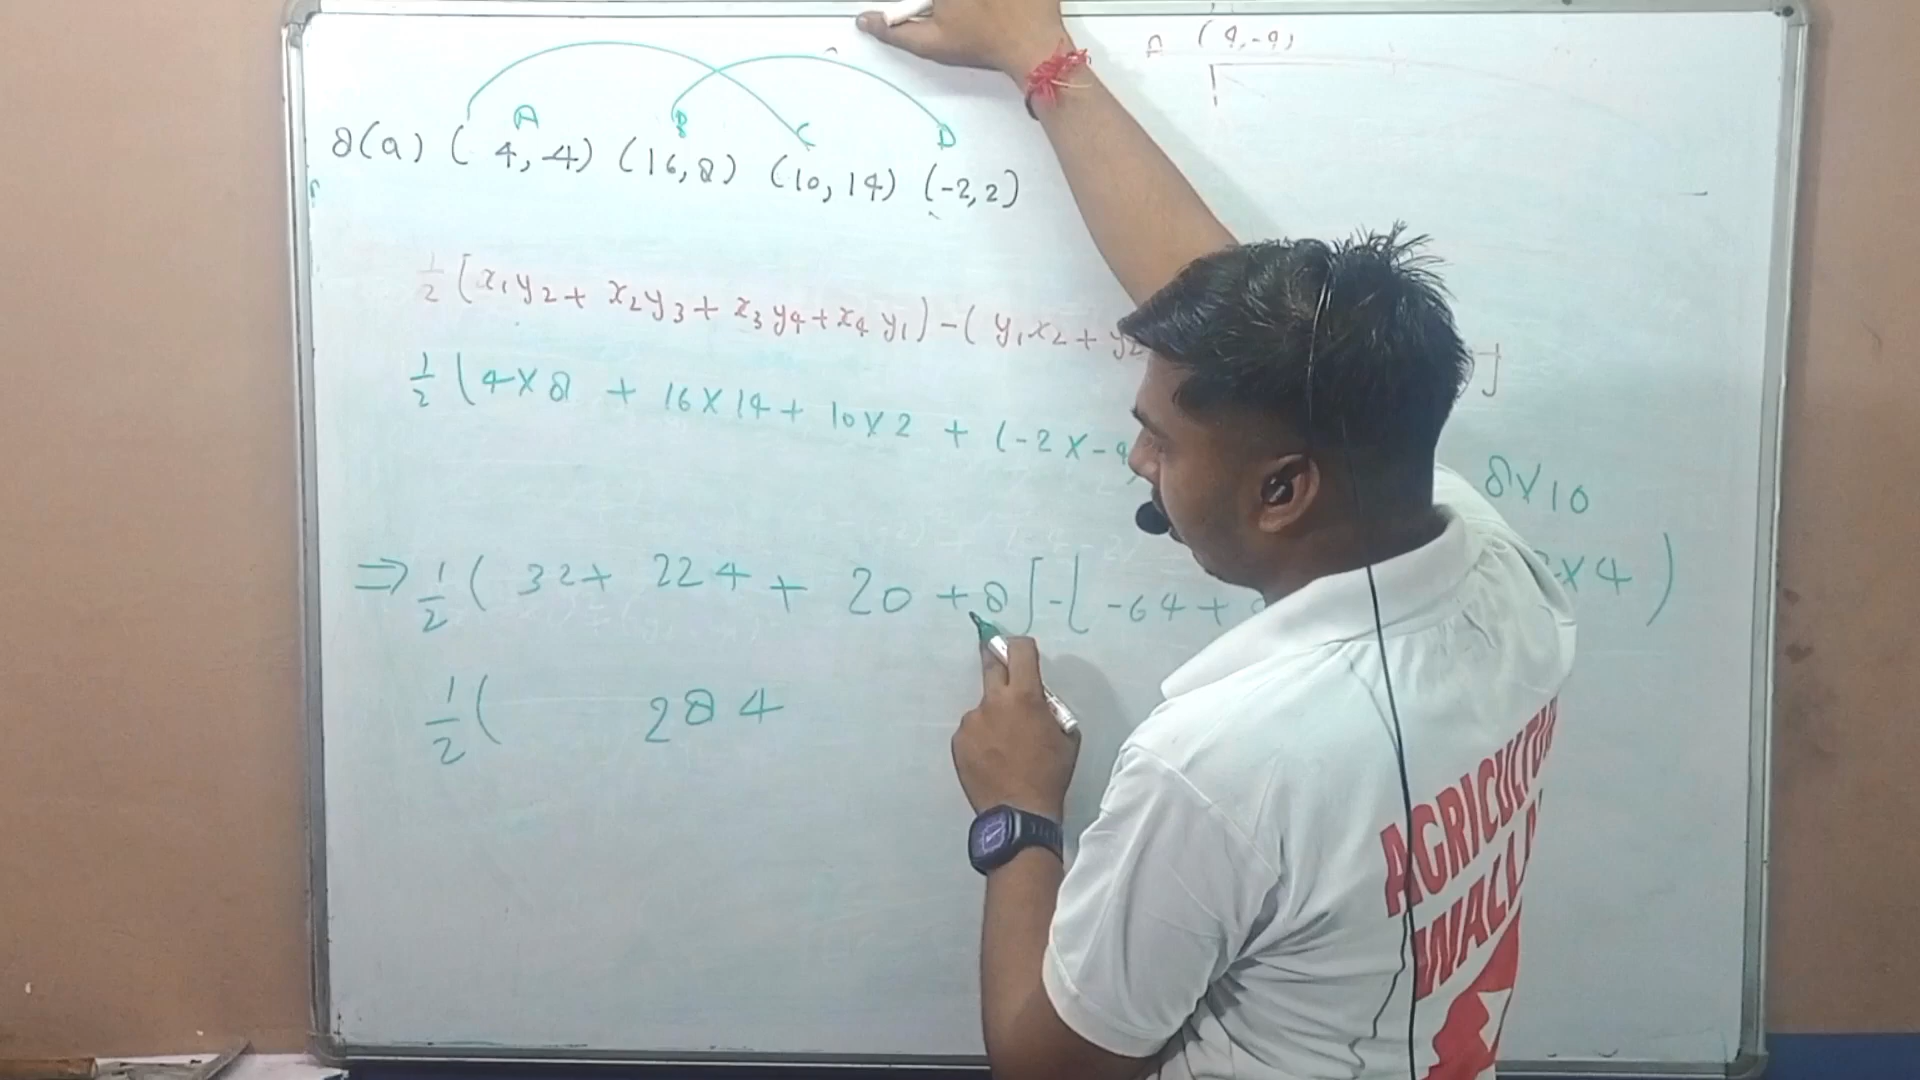 A (4,-4)
A B C D
8(a) ( 4, -4) (16,8) (10, 14) (-2,2)
1/2 [x₁y₂ + x₂y₃ + x₃y₄ + x₄y₁) - ( y₁x₂ + y₂
1/2 (4×8 + 16×14 + 10×2 + (-2×-4
8×10
⇒ 1/2 ( 32+ 224 + 20 +8] -[ -64 + ×4 )
1/2 ( 284
AGRICULTU
WALL